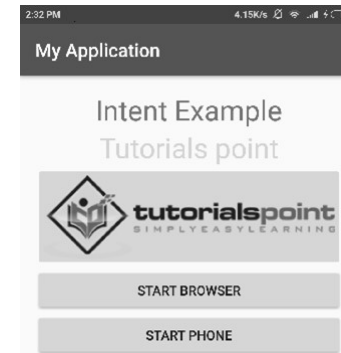 2:32 PM 4.15K/s
My Application
Intent Example
Tutorials point
tutorialspoint
SIMPLYEASYLEARNING
START BROWSER
START PHONE